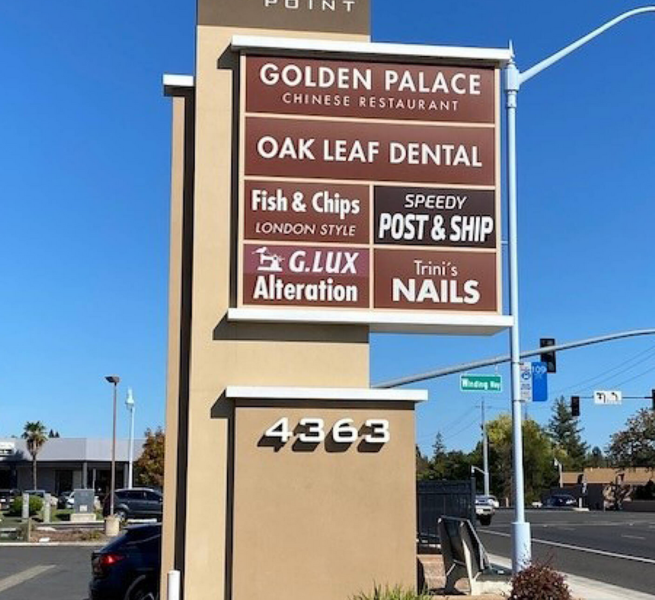 POINT
GOLDEN PALACE
CHINESE RESTAURANT
OAK LEAF DENTAL
Fish & Chips
LONDON STYLE
SPEEDY
POST & SHIP
G.LUX
Alteration
Trini's
NAILS
4363
Winding Way
109